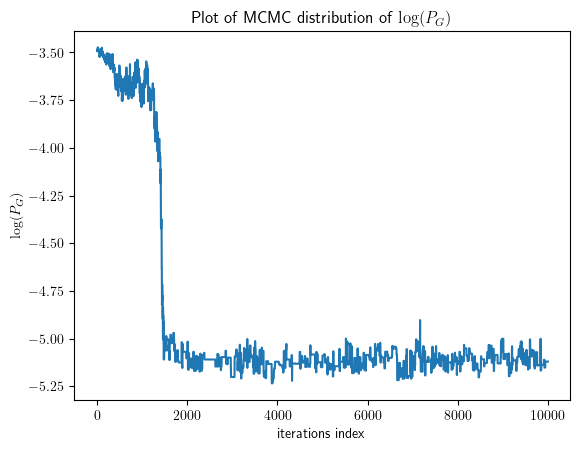 Plot of MCMC distribution of log(P_G)
log(P_G)
−3.50
−3.75
−4.00
−4.25
−4.50
−4.75
−5.00
−5.25
0 2000 4000 6000 8000 10000
iterations index